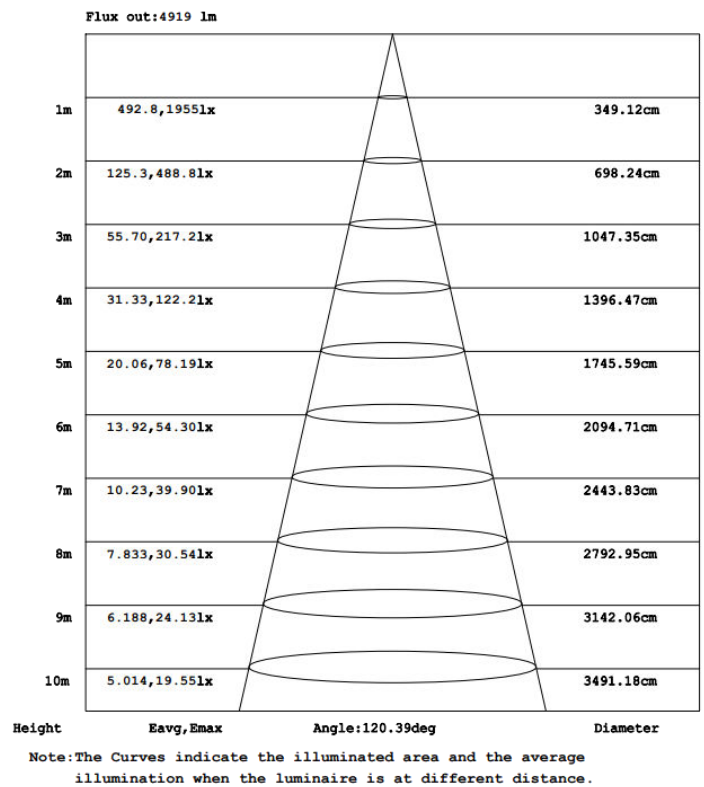 Flux out:4919 lm
1m 492.8,1955lx 349.12cm
2m 125.3,488.8lx 698.24cm
3m 55.70,217.2lx 1047.35cm
4m 31.33,122.2lx 1396.47cm
5m 20.06,78.19lx 1745.59cm
6m 13.92,54.30lx 2094.71cm
7m 10.23,39.90lx 2443.83cm
8m 7.833,30.54lx 2792.95cm
9m 6.188,24.13lx 3142.06cm
10m 5.014,19.55lx 3491.18cm
Height Eavg,Emax Angle:120.39deg Diameter
Note:The Curves indicate the illuminated area and the average
illumination when the luminaire is at different distance.